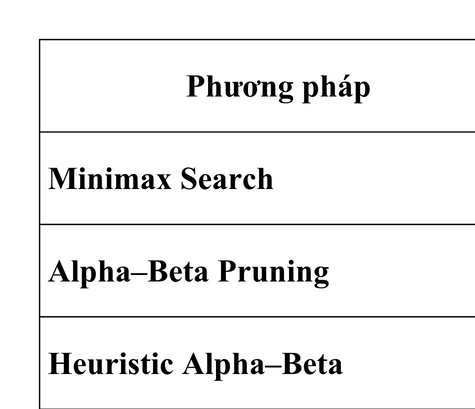 Phương pháp
Minimax Search
Alpha–Beta Pruning
Heuristic Alpha–Beta